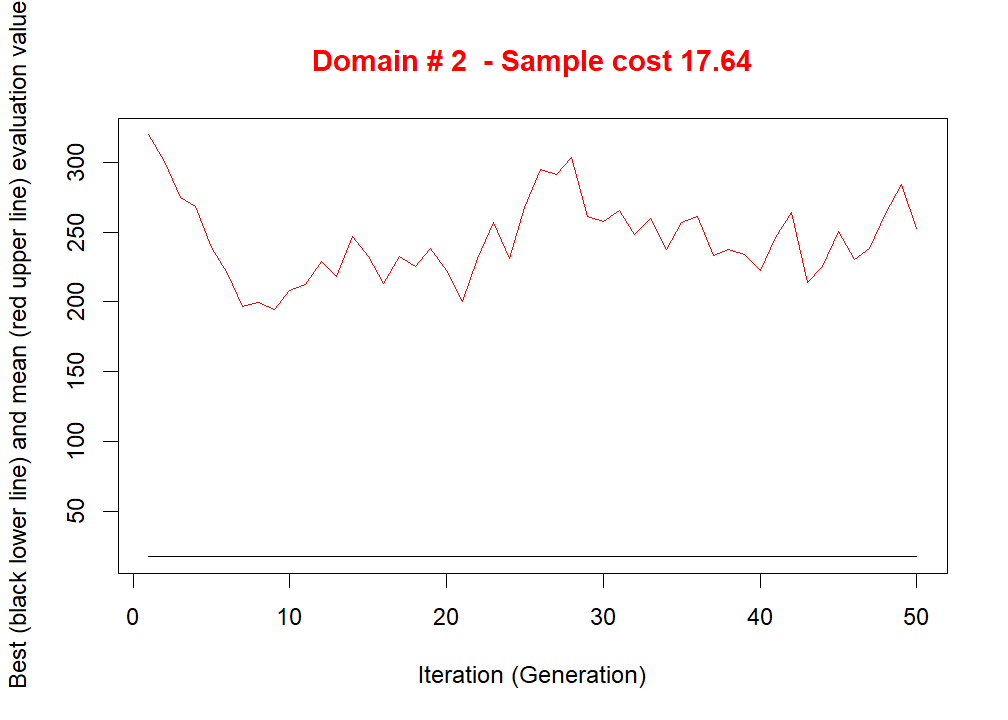 Domain # 2  - Sample cost 17.64
Best (black lower line) and mean (red upper line) evaluation value
300
250
200
150
100
50
0 10 20 30 40 50
Iteration (Generation)